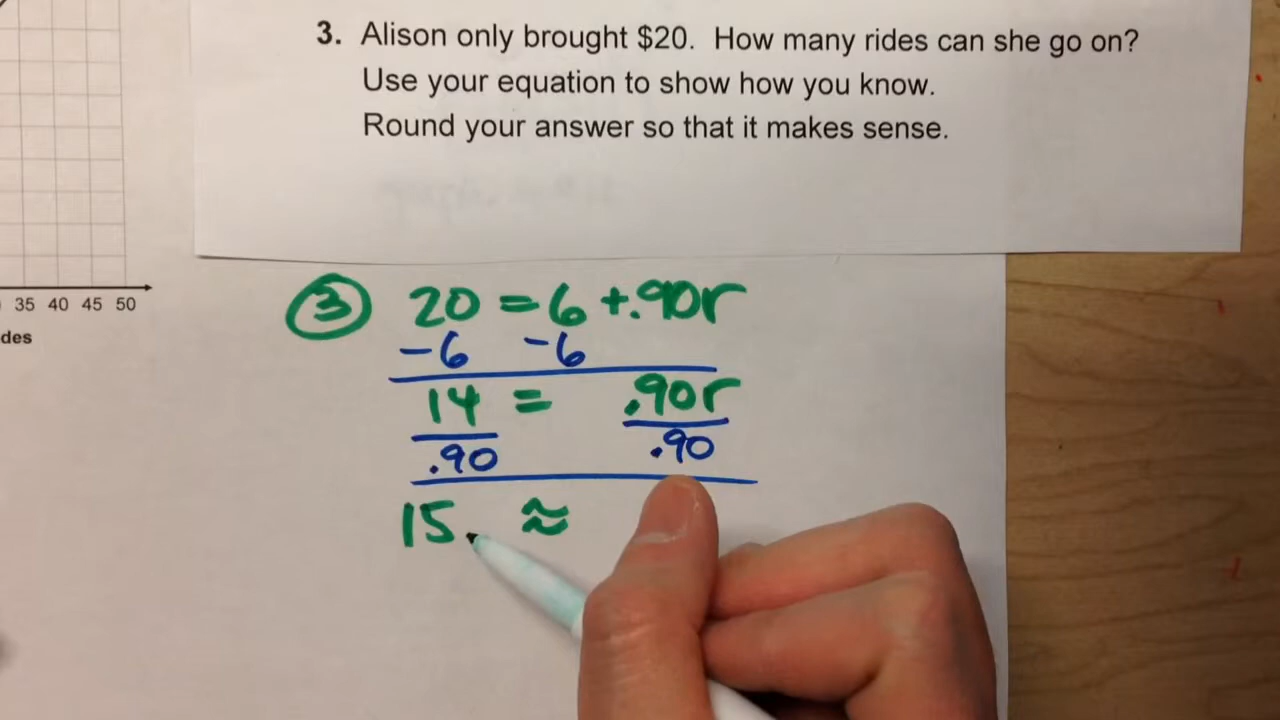 3. Alison only brought $20. How many rides can she go on?
Use your equation to show how you know.
Round your answer so that it makes sense.
35 40 45 50
des
3 20 = 6 + .90r
-6 -6
14 = .90r
.90 .90
15. ≈